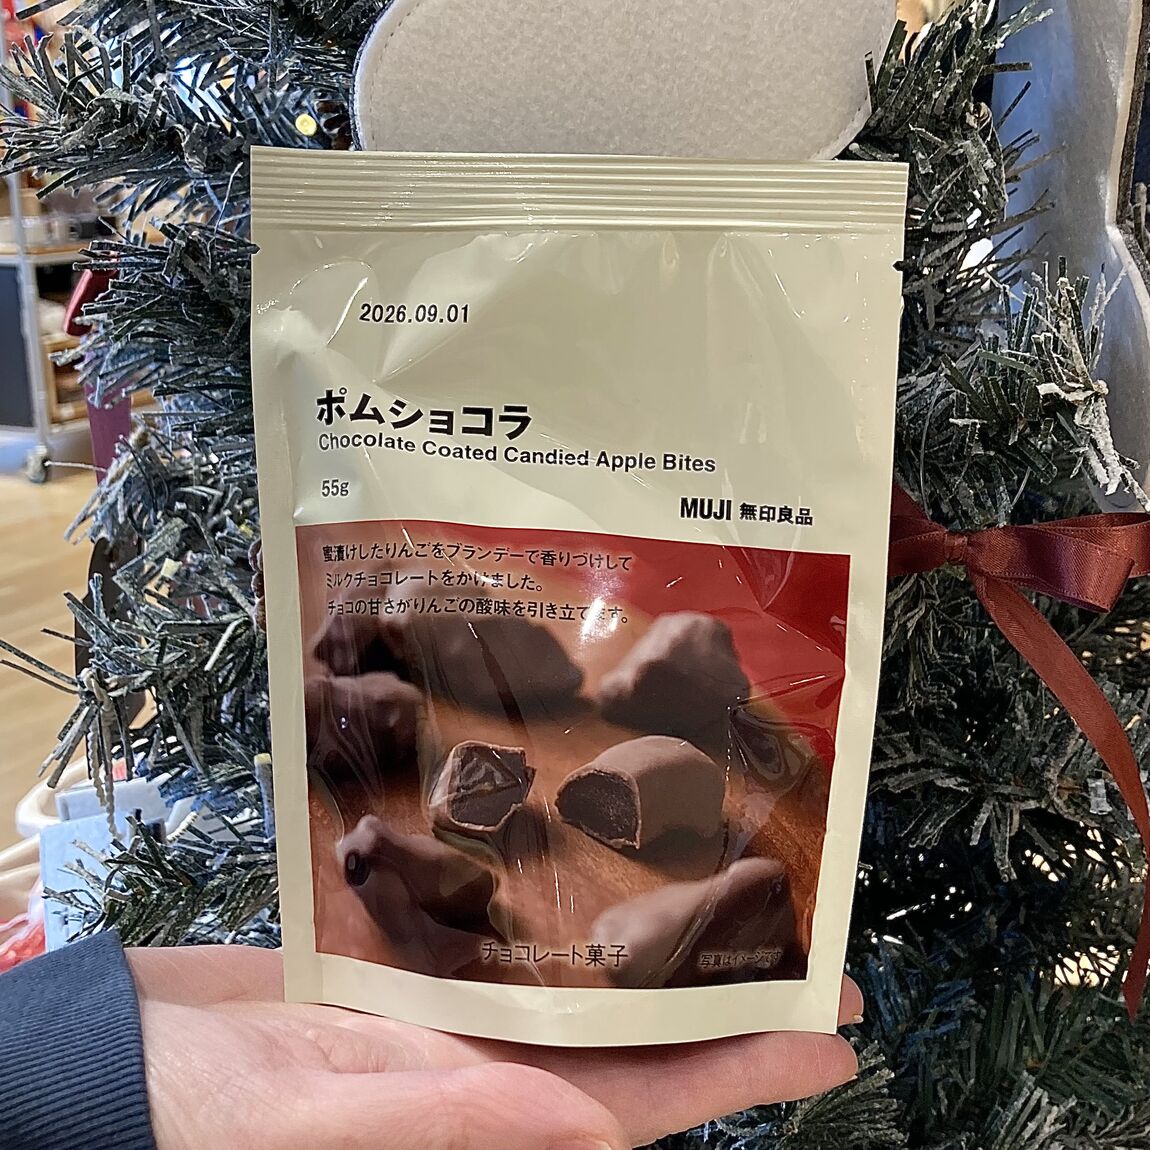 2026.09.01
ポムショコラ
Chocolate Coated Candied Apple Bites
55g
MUJI 無印良品
蜜漬けしたりんごをブランデーで香りづけして
ミルクチョコレートをかけました。
チョコの甘さがりんごの酸味を引き立てます。
チョコレート菓子
写真はイメージです